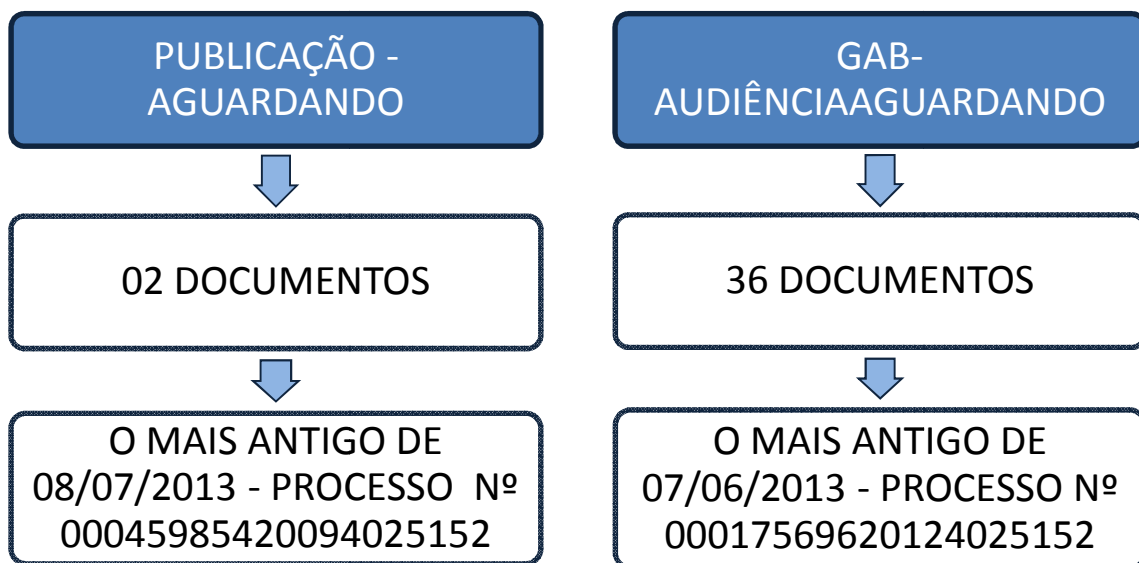 PUBLICAÇÃO -
AGUARDANDO
02 DOCUMENTOS
O MAIS ANTIGO DE
08/07/2013 - PROCESSO Nº
00045985420094025152
GAB-
AUDIÊNCIAAGUARDANDO
36 DOCUMENTOS
O MAIS ANTIGO DE
07/06/2013 - PROCESSO Nº
00017569620124025152